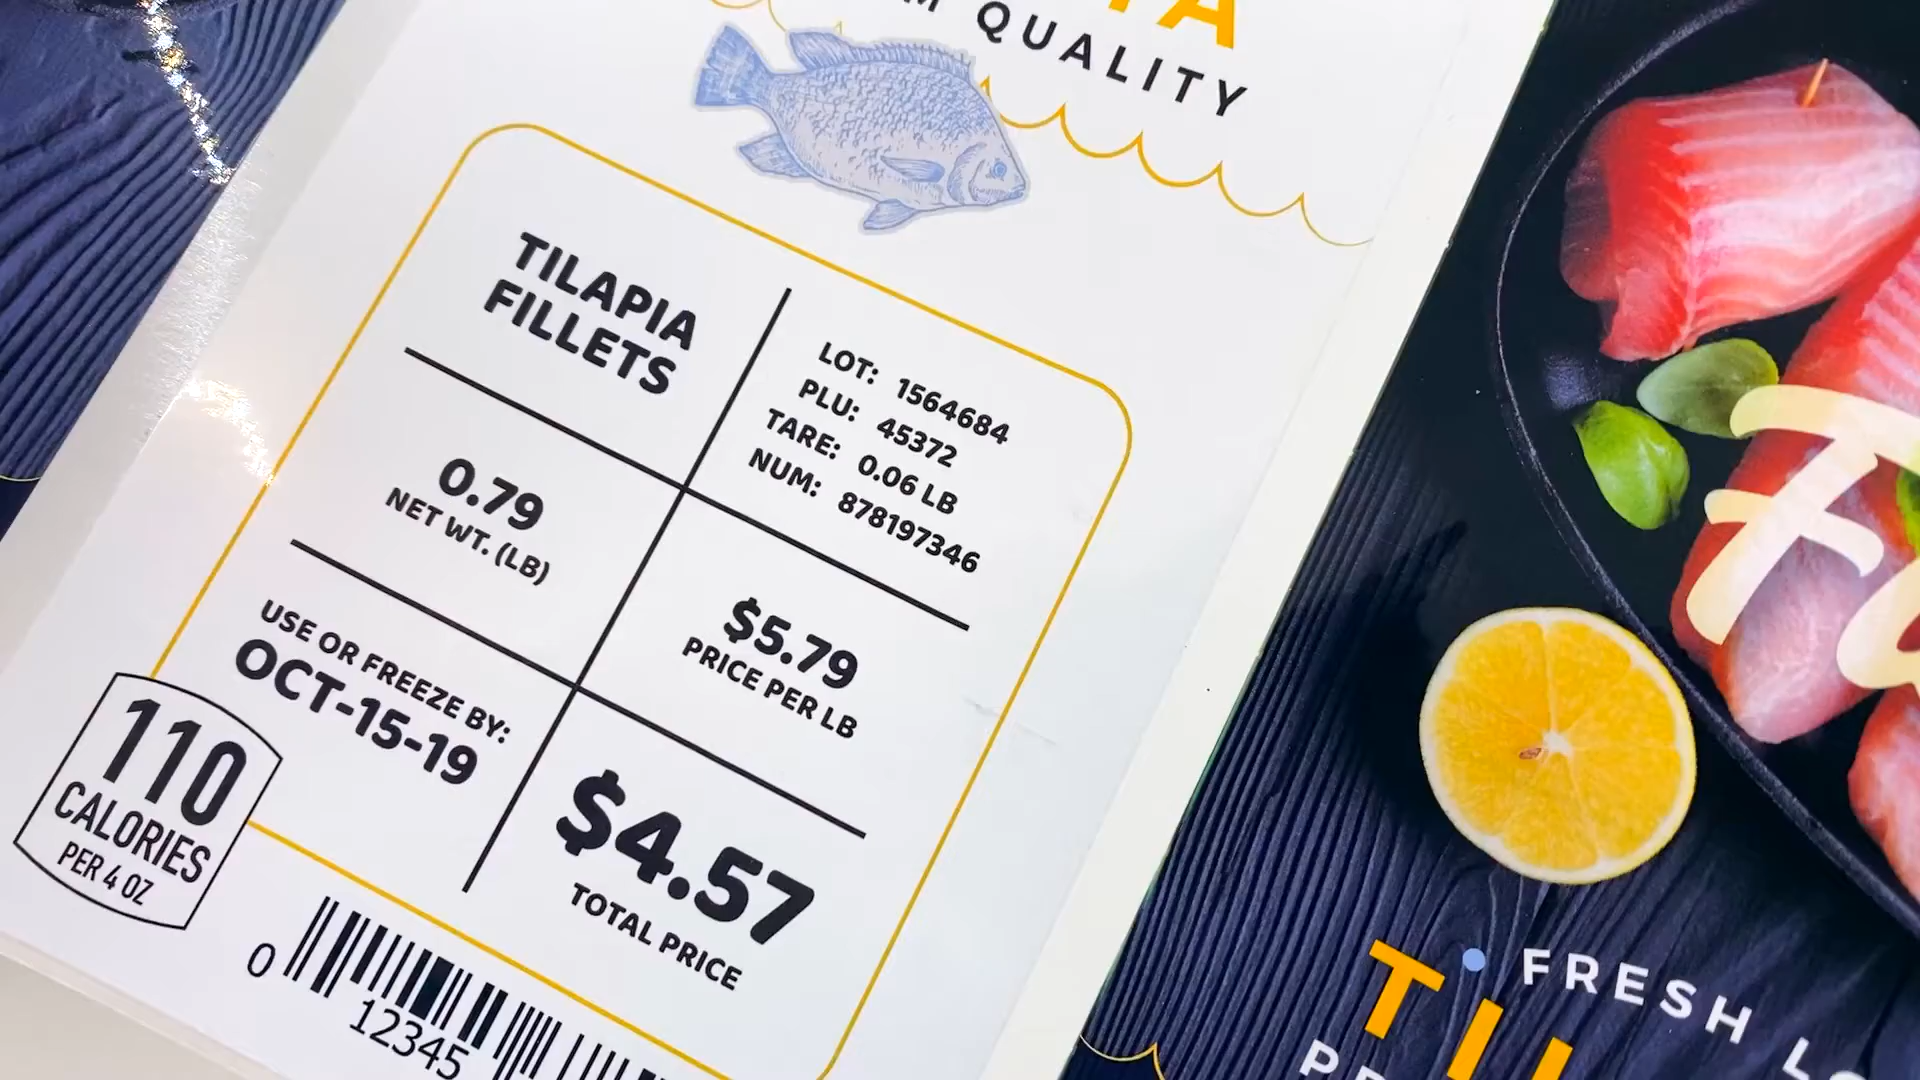 QUALITY
TILAPIA
FILLETS
LOT: 1564684
PLU: 45372
TARE: 0.06 LB
NUM: 878197346
0.79
NET WT. (LB)
$5.79
PRICE PER LB
USE OR FREEZE BY:
OCT-15-19
$4.57
TOTAL PRICE
110
CALORIES
PER 4 OZ
0
12345
FRESH